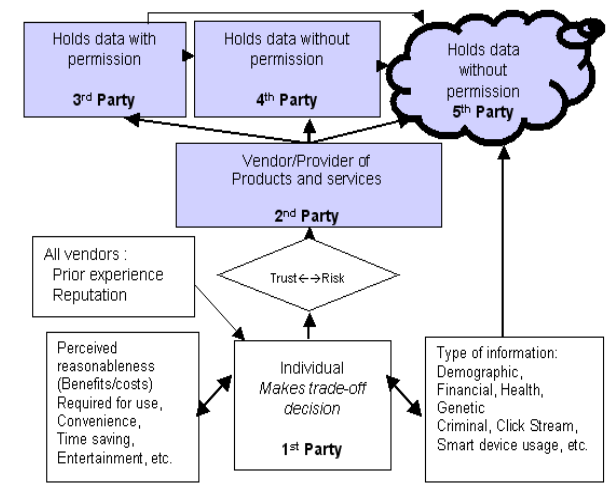 Holds data with
permission
3rd Party
Holds data without
permission
4th Party
Holds data
without
permission
5th Party
Vendor/Provider of
Products and services
2nd Party
All vendors :
Prior experience
Reputation
Trust←→Risk
Perceived
reasonableness
(Benefits/costs)
Required for use,
Convenience,
Time saving,
Entertainment, etc.
Individual
Makes trade-off
decision
1st Party
Type of information:
Demographic,
Financial, Health,
Genetic
Criminal, Click Stream,
Smart device usage, etc.